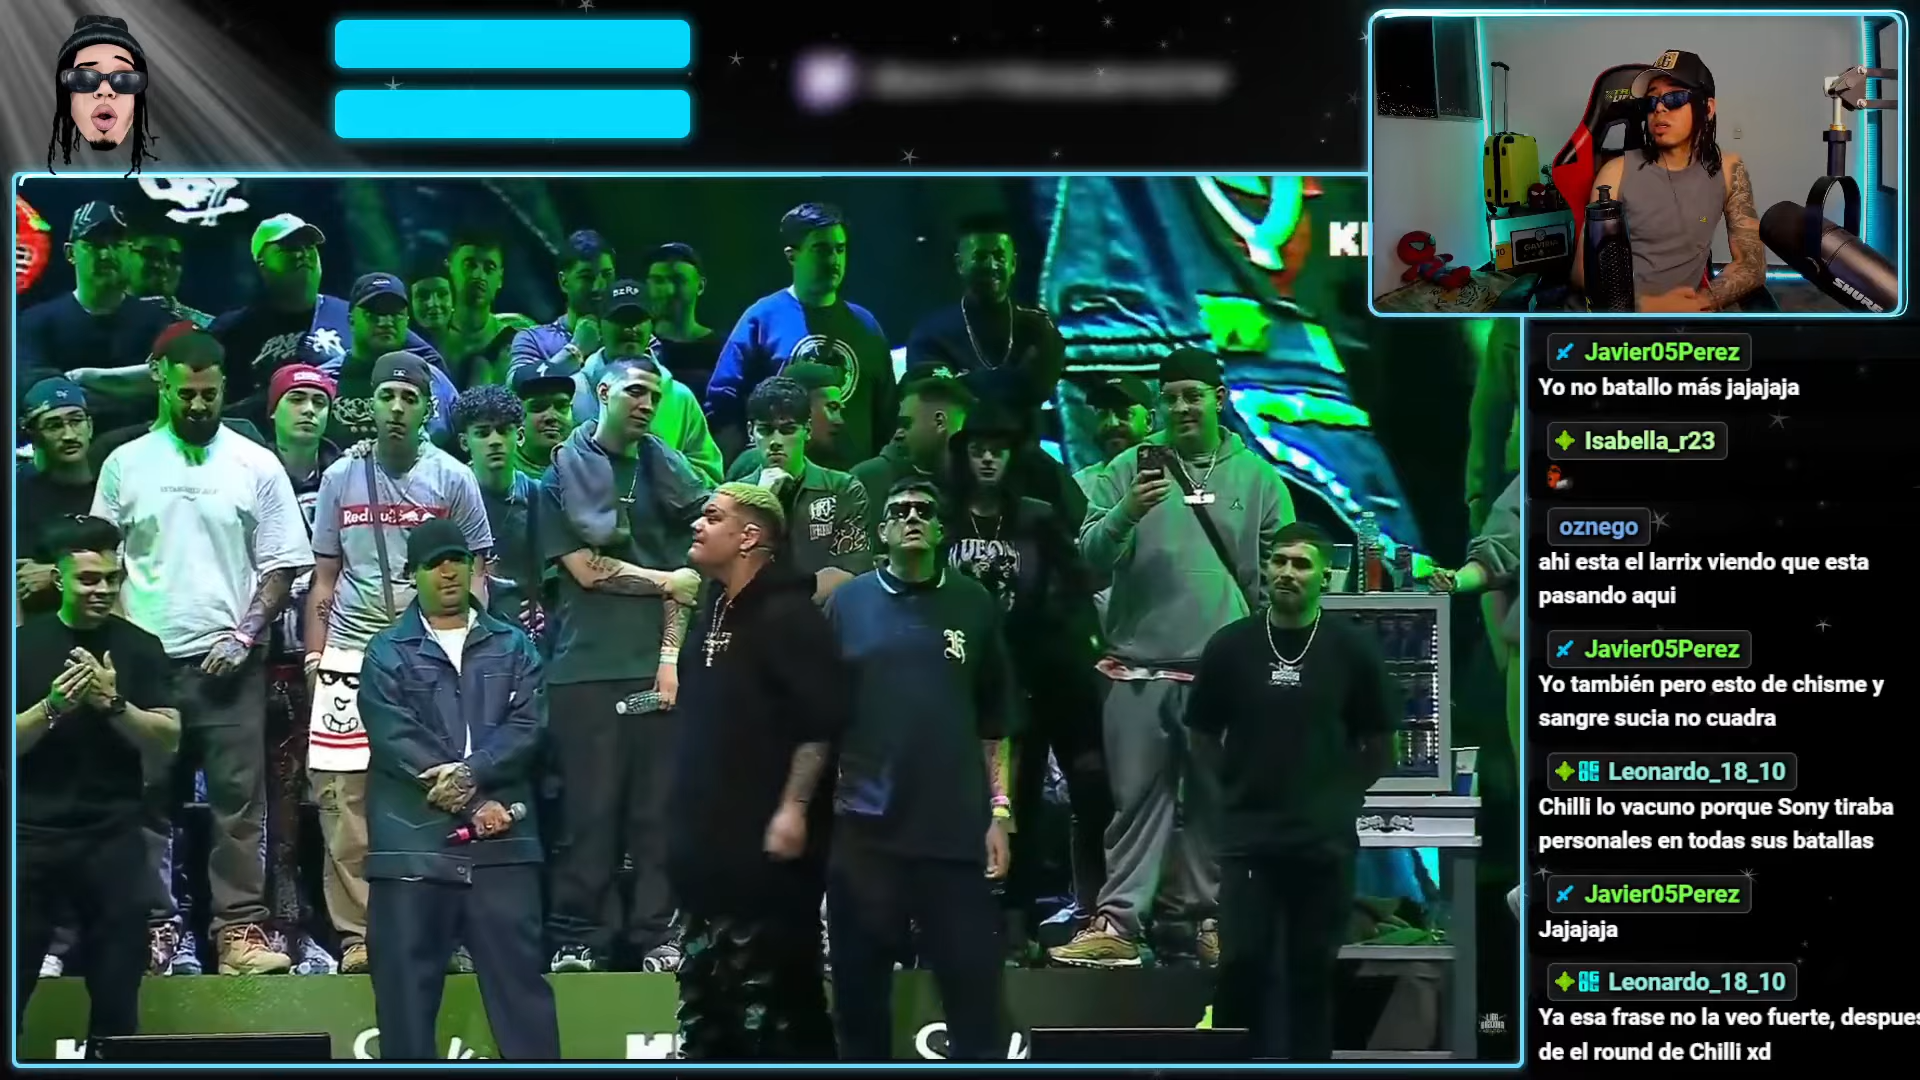 BZRP
K
Red Bull
GAVIRIA
SHURE
Javier05Perez
Yo no batallo más jajajaja
Isabella_r23
oznego
ahi esta el larrix viendo que esta
pasando aqui
Javier05Perez
Yo también pero esto de chisme y
sangre sucia no cuadra
Leonardo_18_10
Chilli lo vacuno porque Sony tiraba
personales en todas sus batallas
Javier05Perez
Jajajaja
Leonardo_18_10
Ya esa frase no la veo fuerte, despues
de el round de Chilli xd